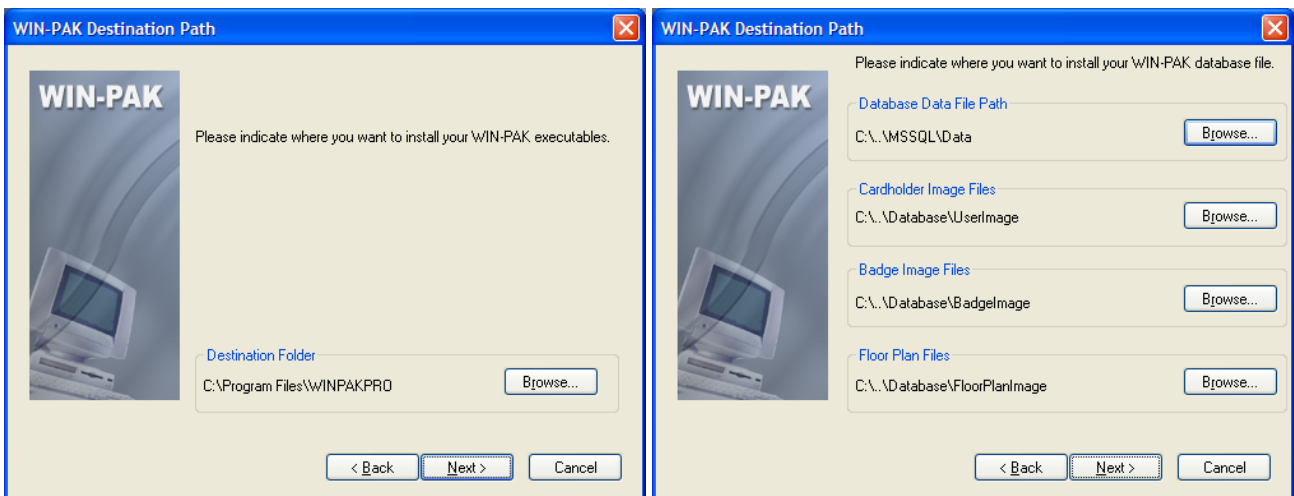 WIN-PAK Destination Path
WIN-PAK
Please indicate where you want to install your WIN-PAK executables.
Destination Folder
C:\Program Files\WINPAKPRO
Browse...
< Back
Next >
Cancel
WIN-PAK Destination Path
WIN-PAK
Please indicate where you want to install your WIN-PAK database file.
Database Data File Path
C:\..\MSSQL\Data
Browse...
Cardholder Image Files
C:\..\Database\UserImage
Browse...
Badge Image Files
C:\..\Database\BadgeImage
Browse...
Floor Plan Files
C:\..\Database\FloorPlanImage
Browse...
< Back
Next >
Cancel